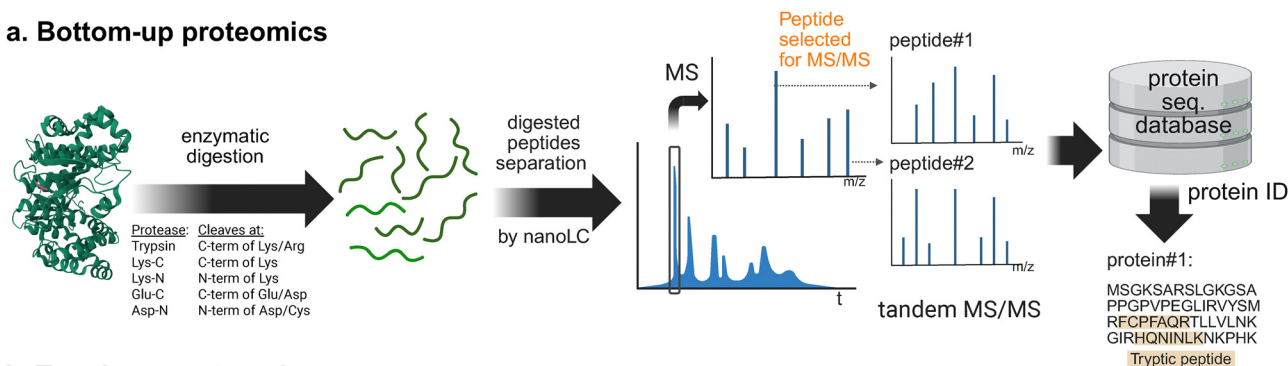 a. Bottom-up proteomics
enzymatic
digestion
Protease: Cleaves at:
Trypsin C-term of Lys/Arg
Lys-C C-term of Lys
Lys-N N-term of Lys
Glu-C C-term of Glu/Asp
Asp-N N-term of Asp/Cys
digested
peptides
separation
by nanoLC
MS
t
Peptide
selected
for MS/MS
m/z
peptide#1
m/z
peptide#2
m/z
tandem MS/MS
protein
seq.
database
protein ID
protein#1:
MSGKSARSLGKGSA
PPGPVPEGLIRVYSM
RFCPFAQRTLLVLNK
GIRHQNINLKNKPHK
Tryptic peptide